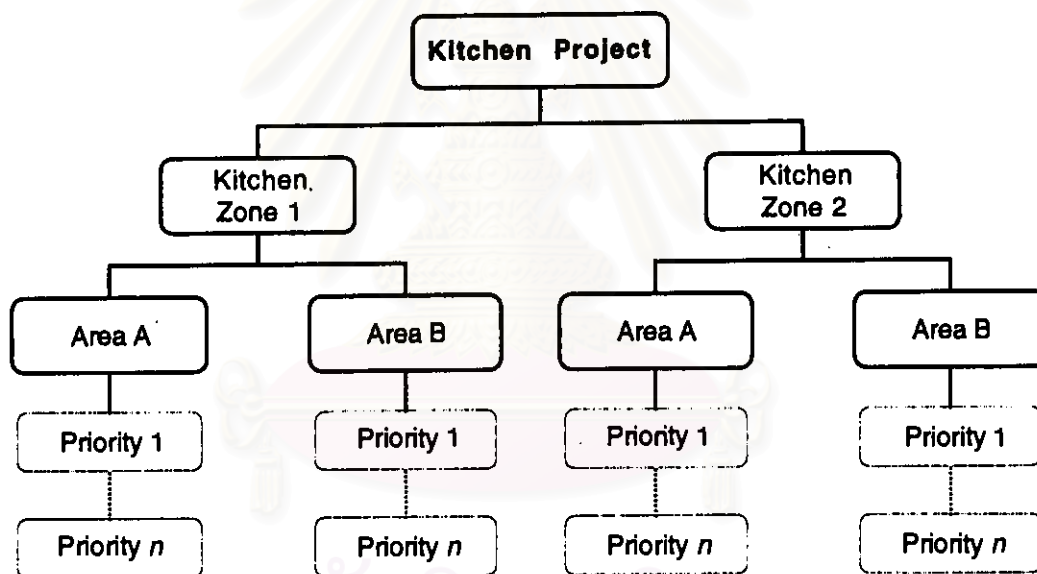 Kitchen Project
Kitchen
Zone 1
Kitchen
Zone 2
Area A
Area B
Area A
Area B
Priority 1
Priority 1
Priority 1
Priority 1
Priority n
Priority n
Priority n
Priority n